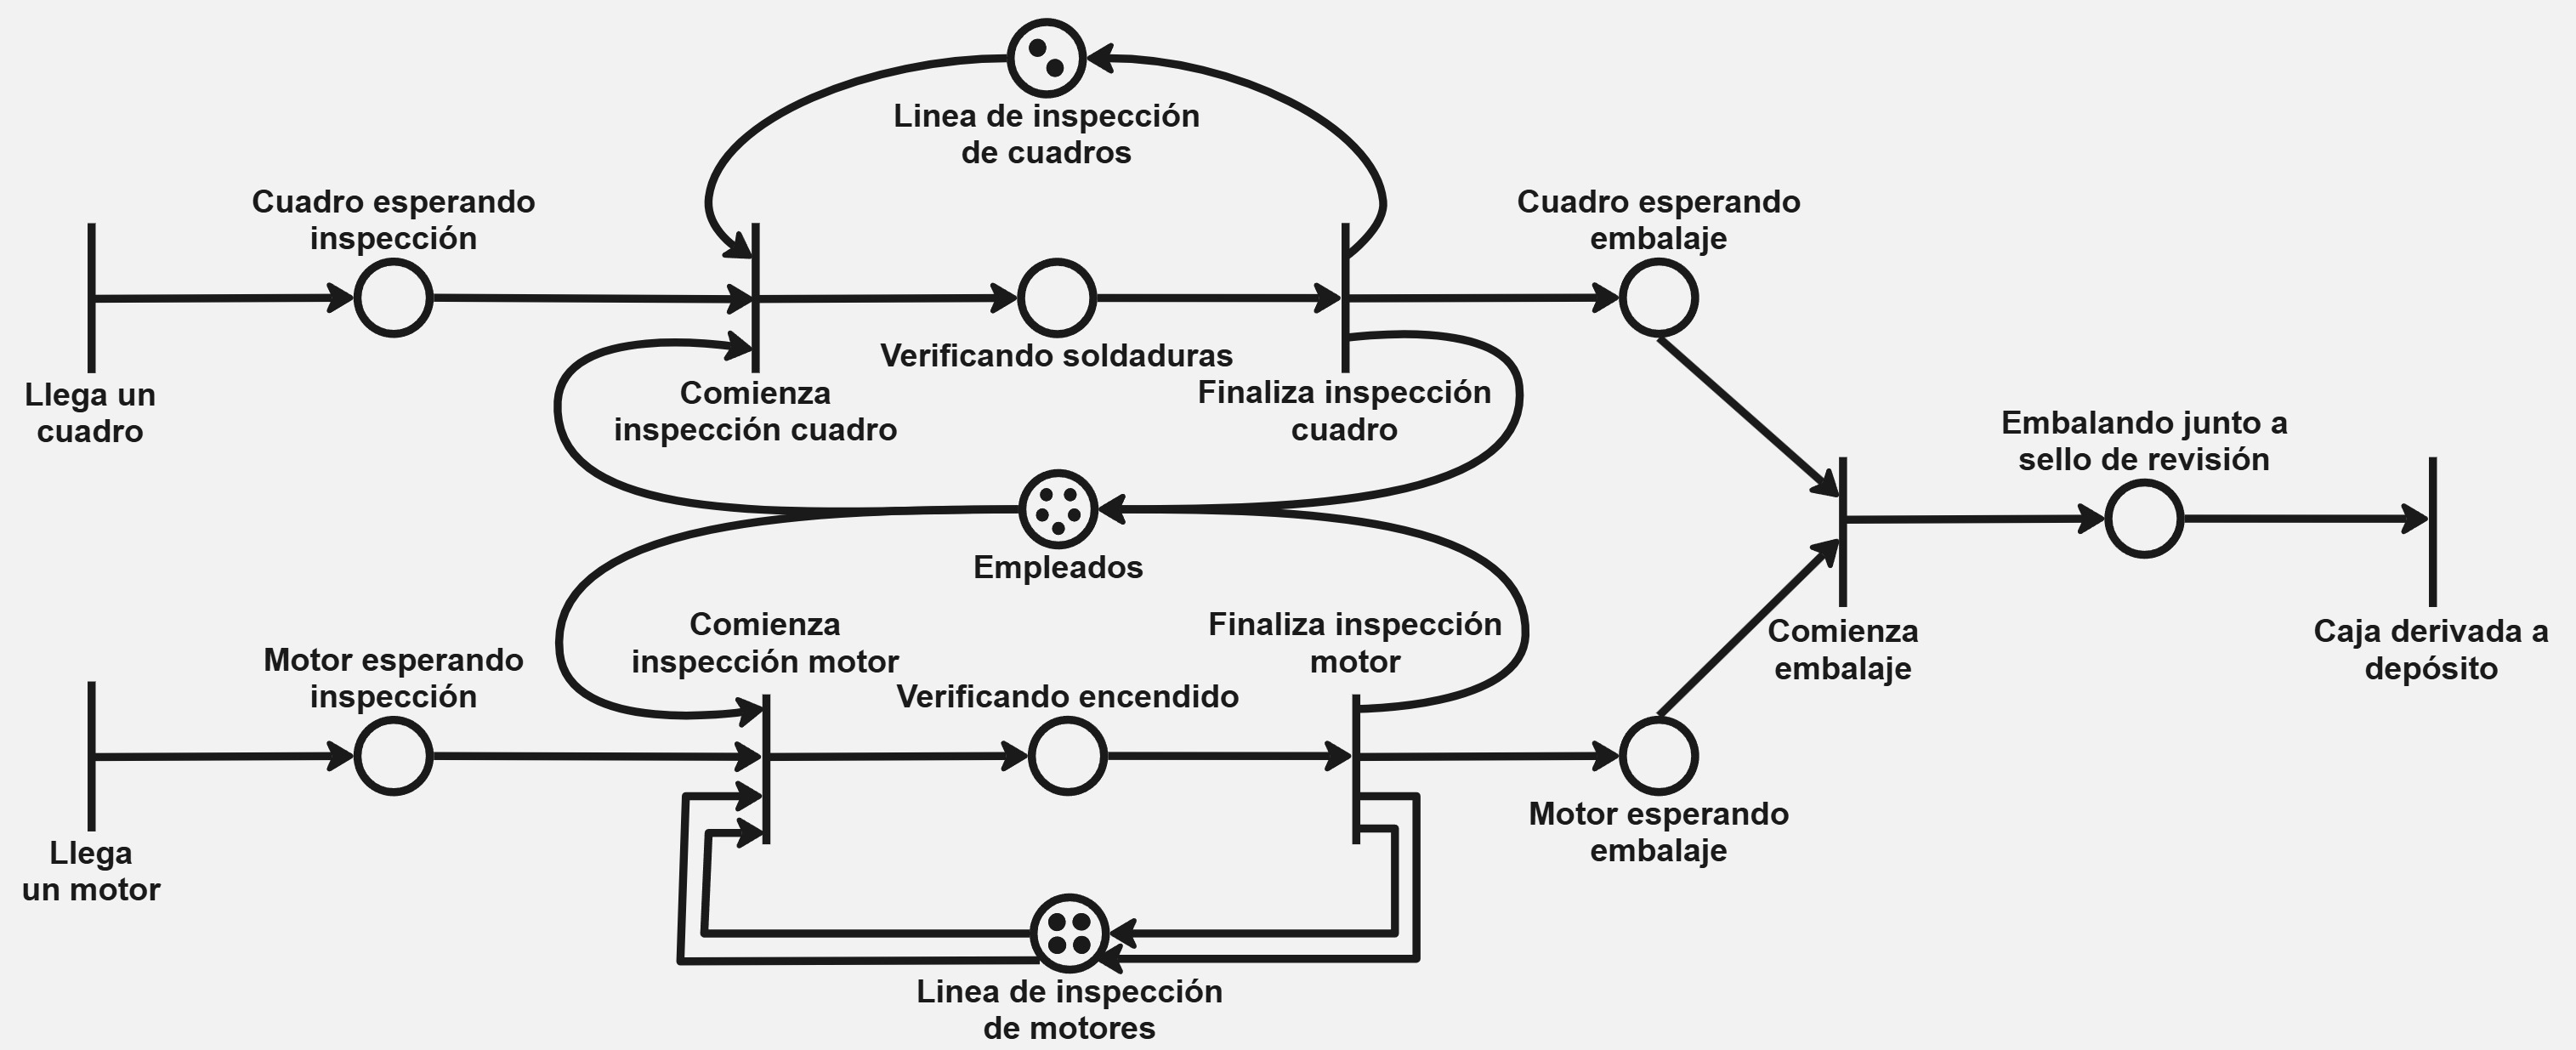 Linea de inspección
de cuadros
Cuadro esperando
inspección
Cuadro esperando
embalaje
Llega un
cuadro
Comienza
inspección cuadro
Verificando soldaduras
Finaliza inspección
cuadro
Embalando junto a
sello de revisión
Empleados
Motor esperando
inspección
Comienza
inspección motor
Finaliza inspección
motor
Comienza
embalaje
Caja derivada a
depósito
Verificando encendido
Llega
un motor
Motor esperando
embalaje
Linea de inspección
de motores